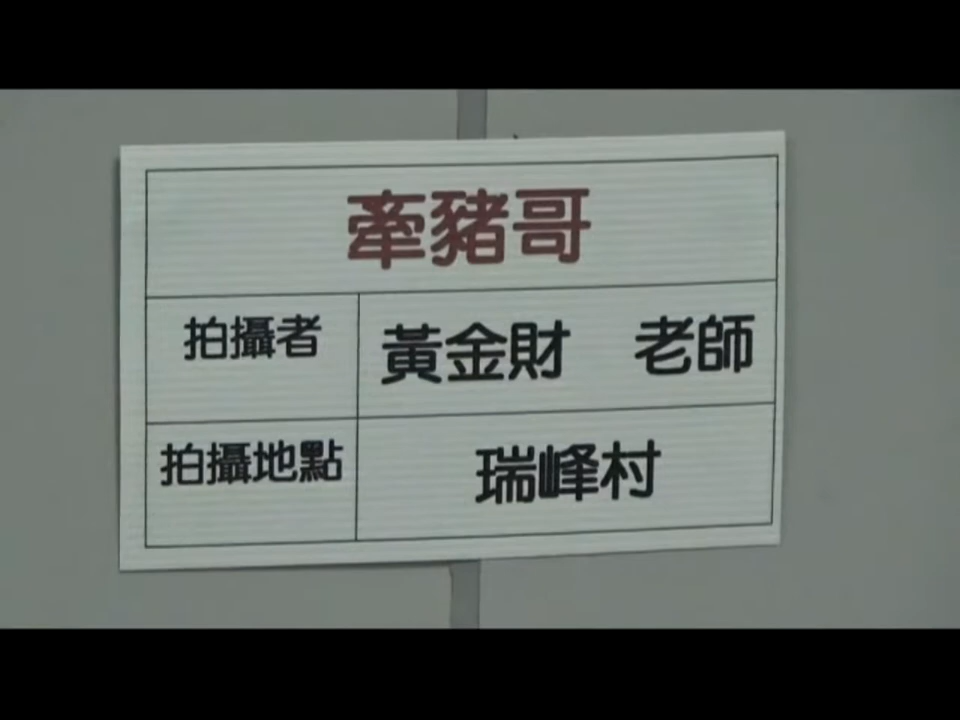 牽豬哥
拍攝者 黃金財 老師
拍攝地點 瑞峰村